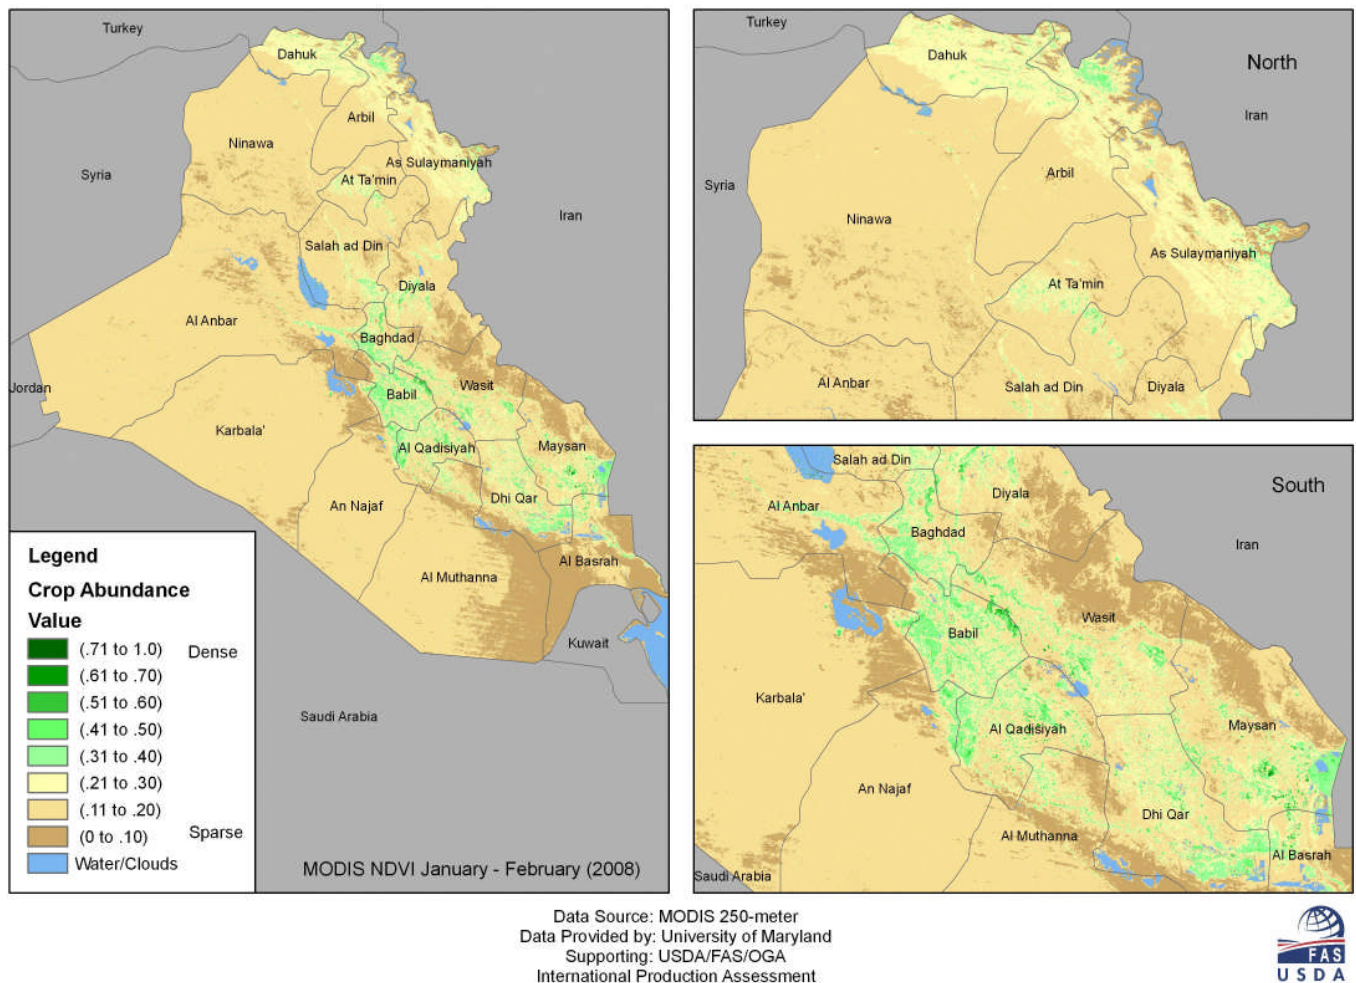 Turkey
Dahuk
Arbil
Ninawa
As Sulaymaniyah
At Ta'min
Syria
Iran
Salah ad Din
Diyala
Al Anbar
Baghdad
Jordan
Babil
Wasit
Karbala'
Al Qadisiyah
Maysan
An Najaf
Dhi Qar
Al Basrah
Al Muthanna
Kuwait
Saudi Arabia
Legend
Crop Abundance
Value
(.71 to 1.0) Dense
(.61 to .70)
(.51 to .60)
(.41 to .50)
(.31 to .40)
(.21 to .30)
(.11 to .20)
(0 to .10) Sparse
Water/Clouds
MODIS NDVI January - February (2008)
Turkey
Dahuk
North
Iran
Syria
Arbil
Ninawa
As Sulaymaniyah
At Ta'min
Al Anbar
Salah ad Din
Diyala
Salah ad Din
South
Diyala
Al Anbar
Baghdad
Iran
Babil
Wasit
Karbala'
Al Qadisiyah
Maysan
An Najaf
Dhi Qar
Al Muthanna
Al Basrah
Saudi Arabia
Data Source: MODIS 250-meter
Data Provided by: University of Maryland
Supporting: USDA/FAS/OGA
International Production Assessment
FAS
USDA